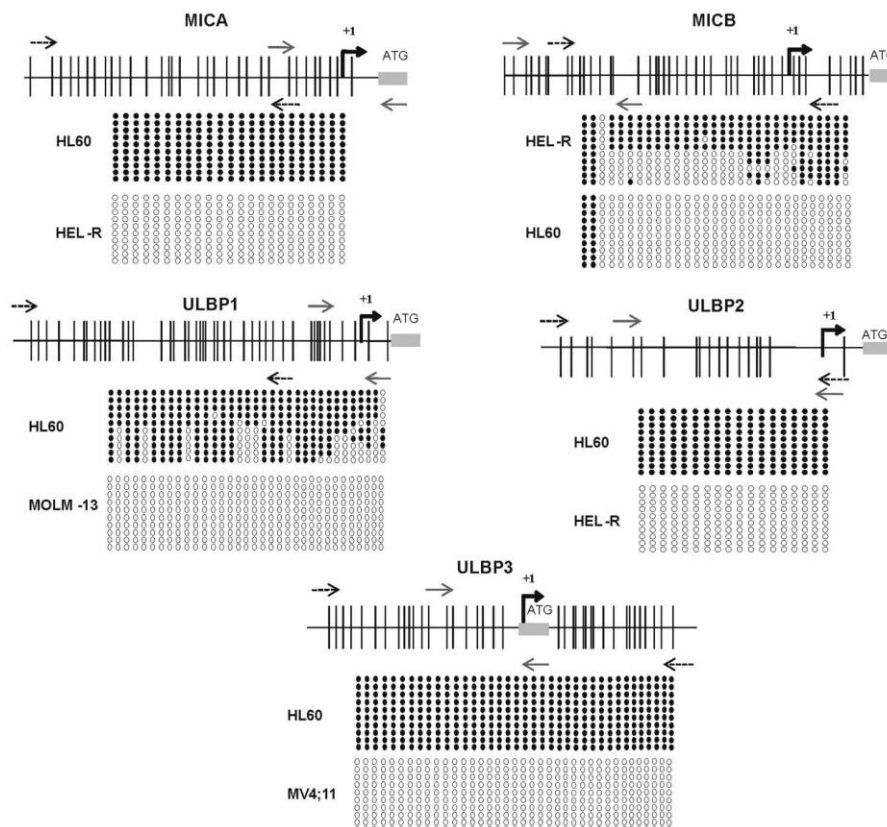 MICA
+1
ATG
HL60
HEL-R
MICB
+1
ATG
HEL-R
HL60
ULBP1
+1
ATG
HL60
MOLM -13
ULBP2
+1
ATG
HL60
HEL-R
ULBP3
+1
ATG
HL60
MV4;11